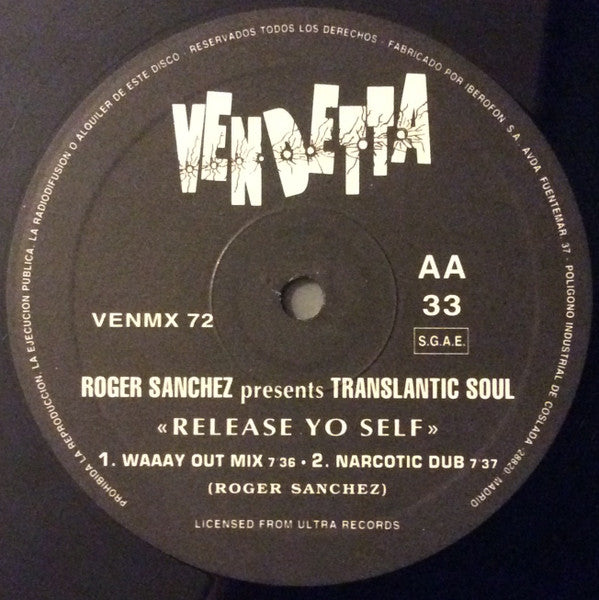 PROHIBIDA LA REPRODUCCION, LA EJECUCION PUBLICA, LA RADIODIFUSION O ALQUILER DE ESTE DISCO · RESERVADOS TODOS LOS DERECHOS · FABRICADO POR IBEROFON S.A. AVDA. FUENTEMAR, 37 · POLIGONO INDUSTRIAL DE COSLADA, 28820 MADRID
VENDETTA
AA
33
VENMX 72
S.G.A.E.
ROGER SANCHEZ presents TRANSLANTIC SOUL
«RELEASE YO SELF»
1. WAAAY OUT MIX 7'36 · 2. NARCOTIC DUB 7'37
(ROGER SANCHEZ)
LICENSED FROM ULTRA RECORDS